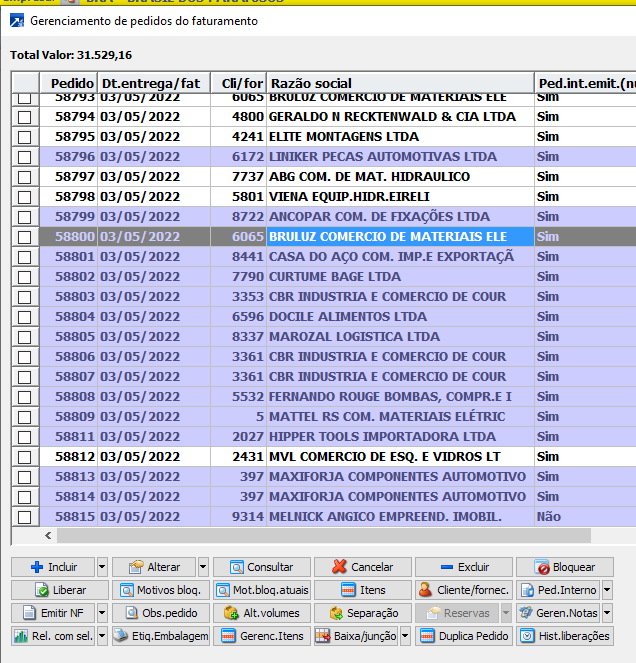 Gerenciamento de pedidos do faturamento
Total Valor: 31.529,16
Pedido Dt.entrega/fat Cli/for Razão social Ped.int.emit.(nu
58793 03/05/2022 6065 BRULUZ COMERCIO DE MATERIAIS ELE Sim
58794 03/05/2022 4800 GERALDO N RECKTENWALD & CIA LTDA Sim
58795 03/05/2022 4241 ELITE MONTAGENS LTDA Sim
58796 03/05/2022 6172 LINIKER PECAS AUTOMOTIVAS LTDA Sim
58797 03/05/2022 7737 ABG COM. DE MAT. HIDRAULICO Sim
58798 03/05/2022 5801 VIENA EQUIP.HIDR.EIRELI Sim
58799 03/05/2022 8722 ANCOPAR COM. DE FIXAÇÕES LTDA Sim
58800 03/05/2022 6065 BRULUZ COMERCIO DE MATERIAIS ELE Sim
58801 03/05/2022 8441 CASA DO AÇO COM. IMP.E EXPORTAÇÃ Sim
58802 03/05/2022 7790 CURTUME BAGE LTDA Sim
58803 03/05/2022 3353 CBR INDUSTRIA E COMERCIO DE COUR Sim
58804 03/05/2022 6596 DOCILE ALIMENTOS LTDA Sim
58805 03/05/2022 8337 MAROZAL LOGISTICA LTDA Sim
58806 03/05/2022 3361 CBR INDUSTRIA E COMERCIO DE COUR Sim
58807 03/05/2022 3361 CBR INDUSTRIA E COMERCIO DE COUR Sim
58808 03/05/2022 5532 FERNANDO ROUGE BOMBAS, COMPR.E I Sim
58809 03/05/2022 5 MATTEL RS COM. MATERIAIS ELÉTRIC Sim
58811 03/05/2022 2027 HIPPER TOOLS IMPORTADORA LTDA Sim
58812 03/05/2022 2431 MVL COMERCIO DE ESQ. E VIDROS LT Sim
58813 03/05/2022 397 MAXIFORJA COMPONENTES AUTOMOTIVO Sim
58814 03/05/2022 397 MAXIFORJA COMPONENTES AUTOMOTIVO Sim
58815 03/05/2022 9314 MELNICK ANGICO EMPREEND. IMOBIL. Não
Incluir Alterar Consultar Cancelar Excluir Bloquear
Liberar Motivos bloq. Mot.bloq.atuais Itens Cliente/fornec. Ped.Interno
Emitir NF Obs.pedido Alt.volumes Separação Reservas Geren.Notas
Rel. com sel. Etiq.Embalagem Gerenc.Itens Baixa/junção Duplica Pedido Hist.liberações